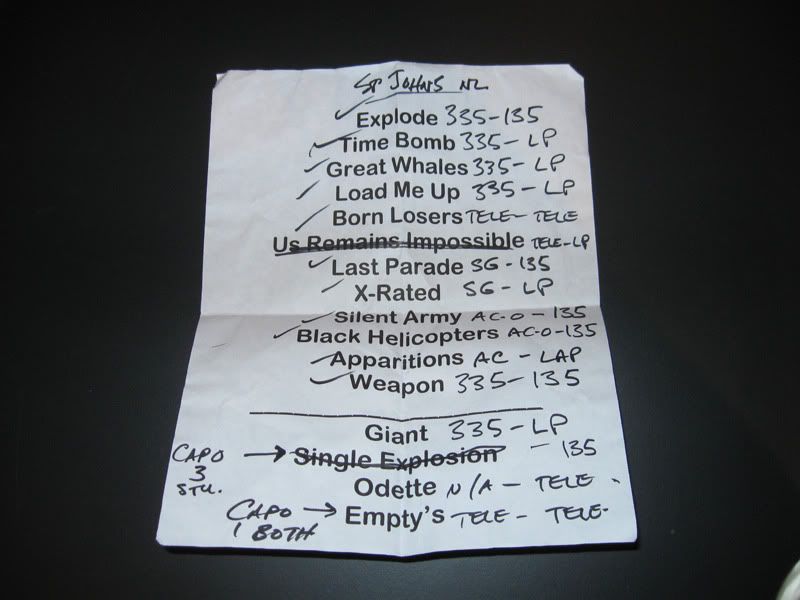 ST JOHNS NL
Explode 335-135
Time Bomb 335-LP
Great Whales 335-LP
Load Me Up 335-LP
Born Losers TELE-TELE
Us Remains Impossible TELE-LP
Last Parade SG-135
X-Rated SG-LP
Silent Army AC-O-135
Black Helicopters AC-O-135
Apparitions AC-LAP
Weapon 335-135
Giant 335-LP
CAPO 3 STU. → Single Explosion -135
Odette N/A-TELE
CAPO 1 BOTH → Empty's TELE-TELE-